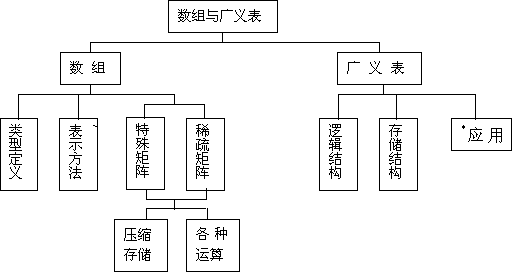 数组与广义表
数 组
广 义 表
类型定义
表示方法
特殊矩阵
稀疏矩阵
逻辑结构
存储结构
*应用
压缩
存储
各 种
运算